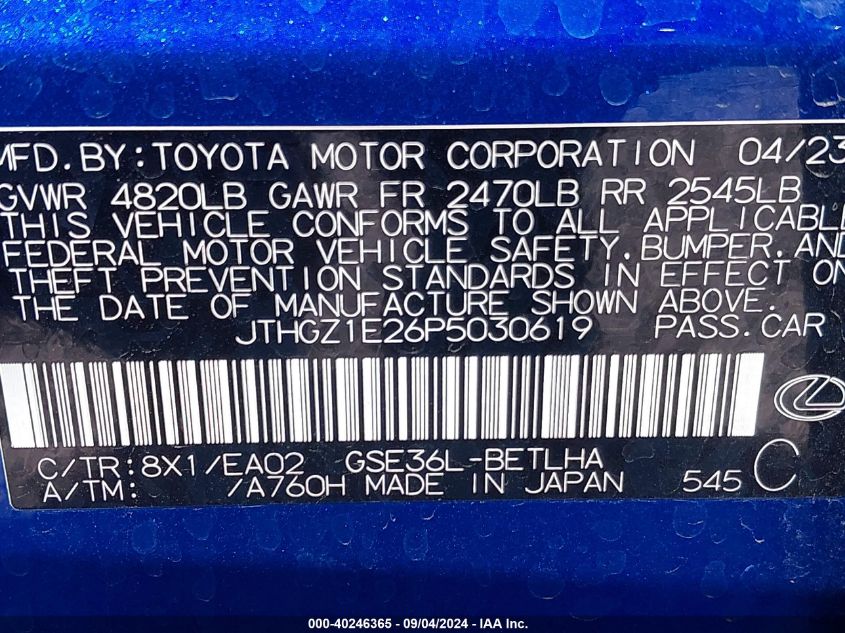 MFD.BY:TOYOTA MOTOR CORPORATION 04/23
GVWR 4820LB GAWR FR 2470LB RR 2545LB
THIS VEHICLE CONFORMS TO ALL APPLICABLE
FEDERAL MOTOR VEHICLE SAFETY,BUMPER,AND
THEFT PREVENTION STANDARDS IN EFFECT ON
THE DATE OF MANUFACTURE SHOWN ABOVE.
JTHGZ1E26P5030619 PASS.CAR
C/TR:8X1/EA02 GSE36L-BETLHA
A/TM: /A760H MADE IN JAPAN 545 C
000-40246365 - 09/04/2024 - IAA Inc.